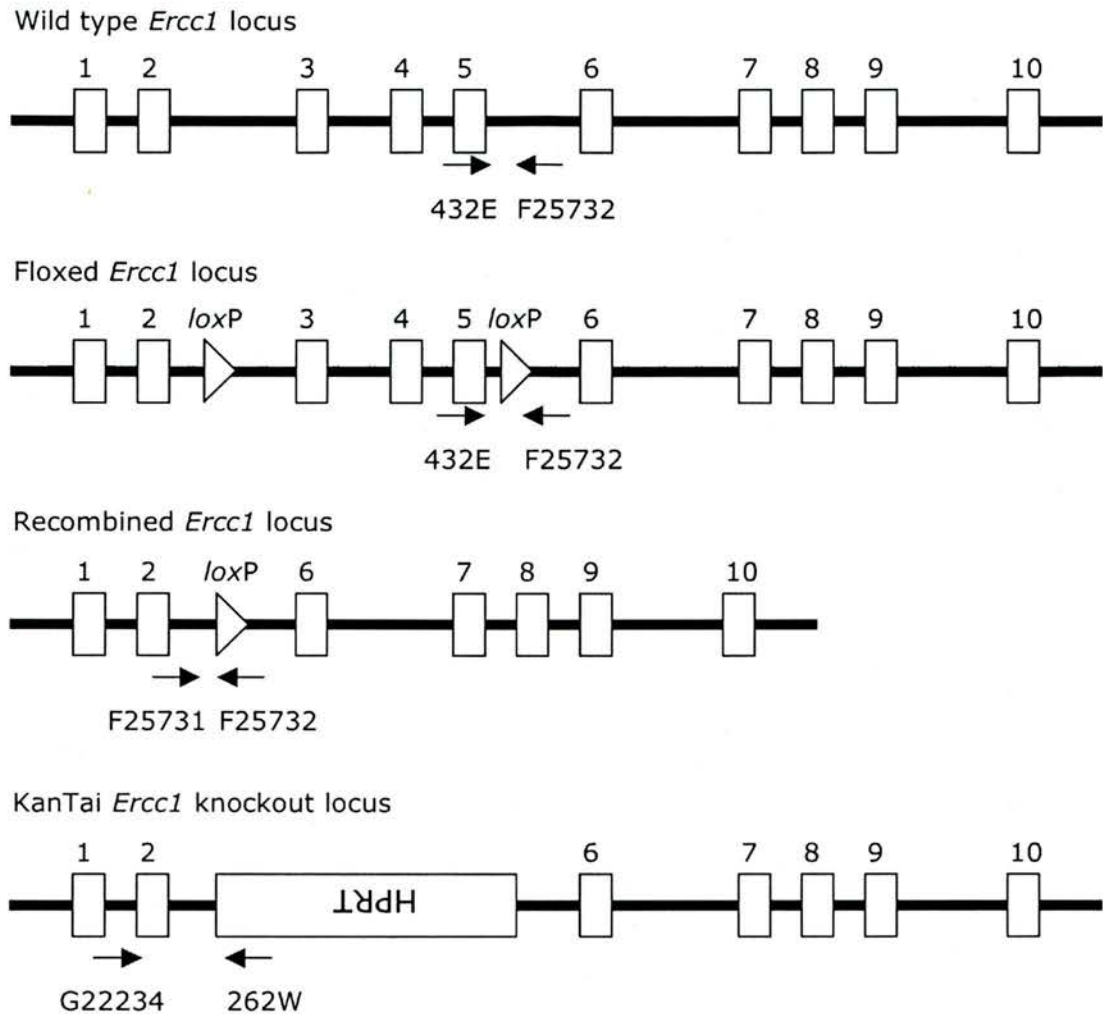 Wild type Ercc1 locus
1 2 3 4 5 6 7 8 9 10
432E F25732
Floxed Ercc1 locus
1 2 loxP 3 4 5 loxP 6 7 8 9 10
432E F25732
Recombined Ercc1 locus
1 2 loxP 6 7 8 9 10
F25731 F25732
KanTai Ercc1 knockout locus
1 2 6 7 8 9 10
HPRT
G22234 262W